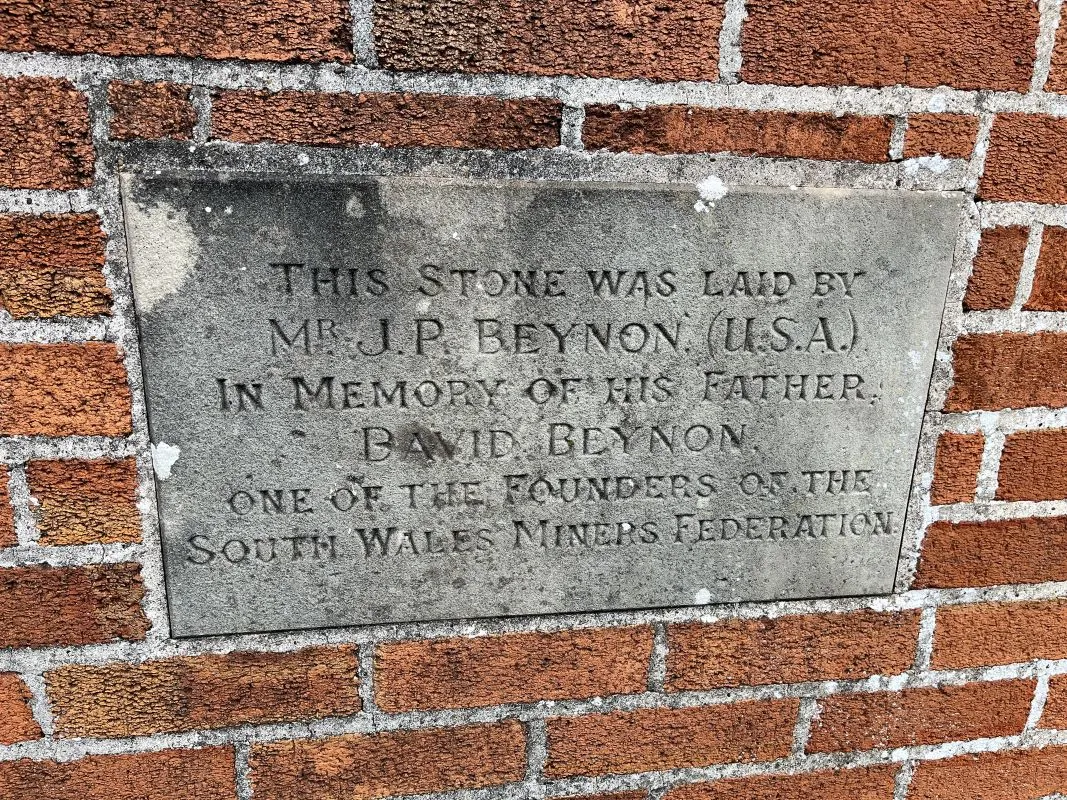 THIS STONE WAS LAID BY
MR. J.P. BEYNON. (U.S.A.)
IN MEMORY OF HIS FATHER,
DAVID BEYNON,
ONE OF THE FOUNDERS OF THE
SOUTH WALES MINERS FEDERATION.